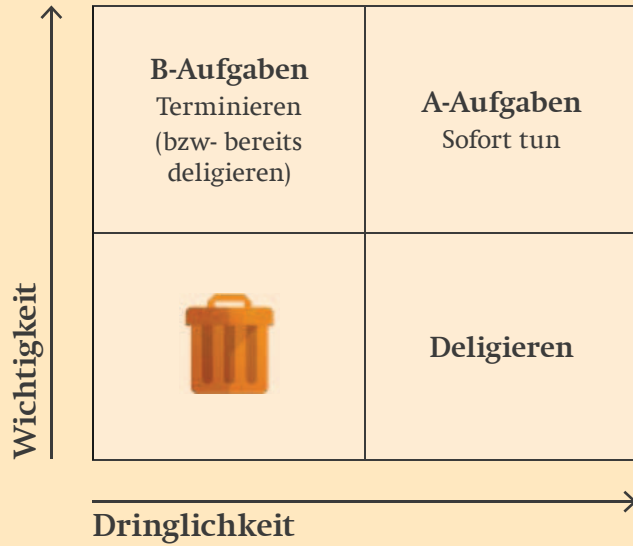 B-Aufgaben
Terminieren
(bzw- bereits
deligieren)
A-Aufgaben
Sofort tun
Deligieren
Wichtigkeit
Dringlichkeit